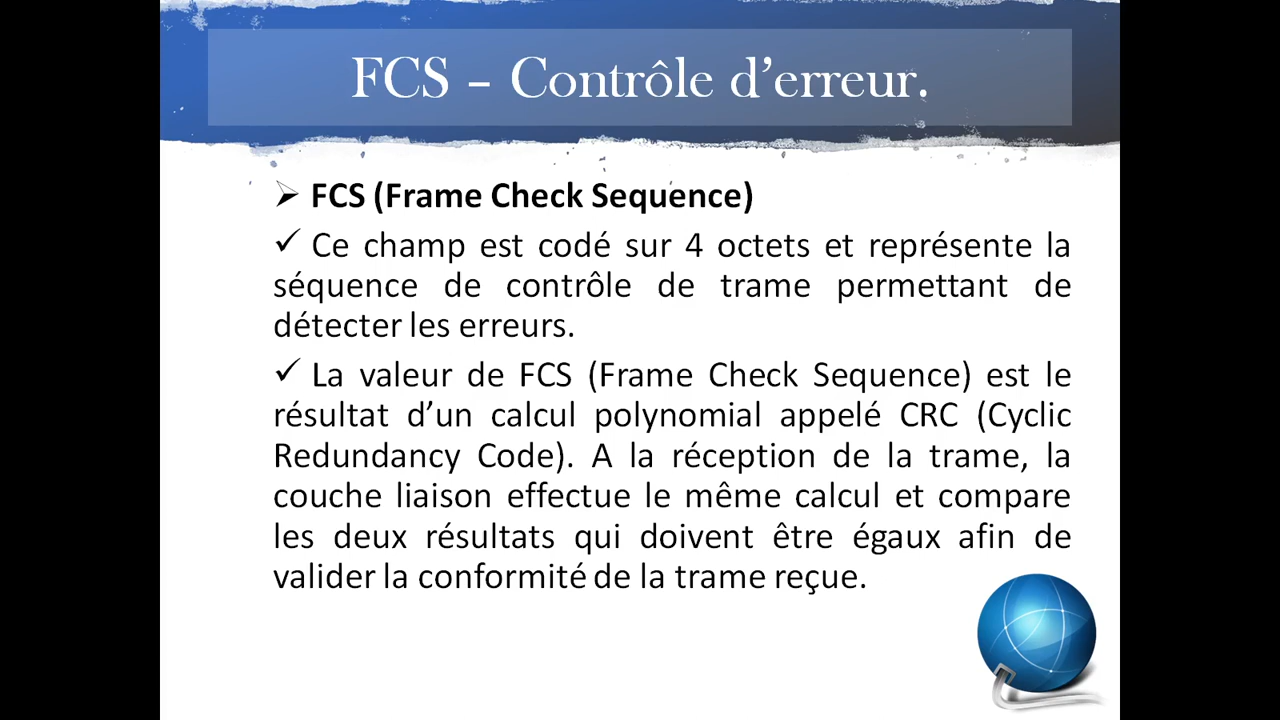 FCS – Contrôle d’erreur.
➢ FCS (Frame Check Sequence)
✓ Ce champ est codé sur 4 octets et représente la
séquence de contrôle de trame permettant de
détecter les erreurs.
✓ La valeur de FCS (Frame Check Sequence) est le
résultat d’un calcul polynomial appelé CRC (Cyclic
Redundancy Code). A la réception de la trame, la
couche liaison effectue le même calcul et compare
les deux résultats qui doivent être égaux afin de
valider la conformité de la trame reçue.